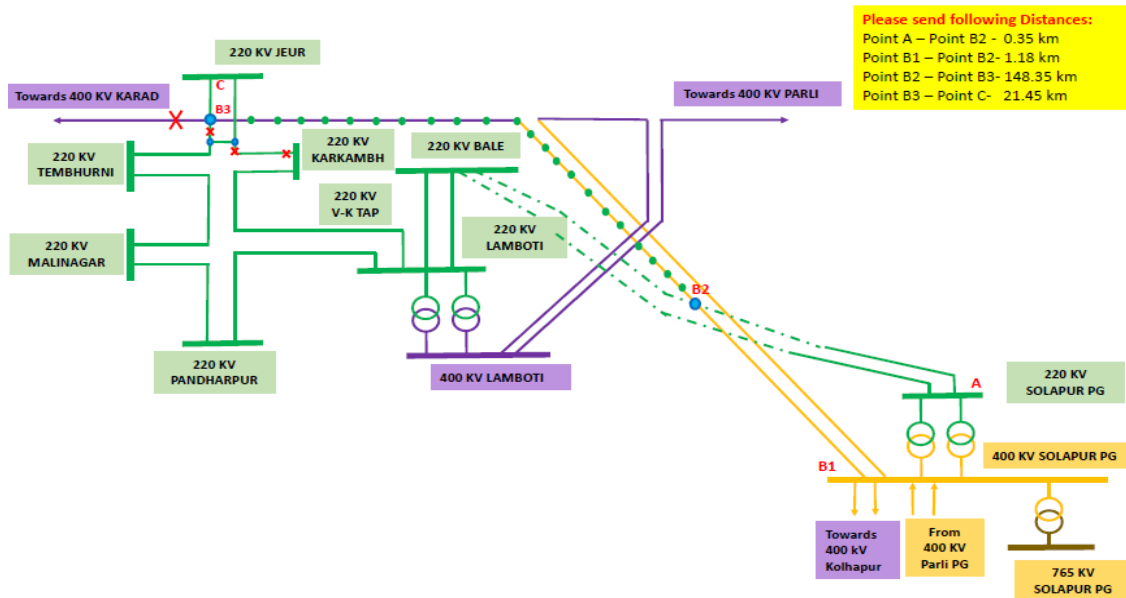 Please send following Distances:
Point A – Point B2 - 0.35 km
Point B1 – Point B2- 1.18 km
Point B2 – Point B3- 148.35 km
Point B3 – Point C- 21.45 km
220 KV JEUR
C
Towards 400 KV KARAD
B3
Towards 400 KV PARLI
220 KV
TEMBHURNI
220 KV
KARKAMBH
220 KV BALE
220 KV
V-K TAP
220 KV
LAMBOTI
220 KV
MALINAGAR
B2
220 KV
PANDHARPUR
400 KV LAMBOTI
A
220 KV
SOLAPUR PG
B1
400 KV SOLAPUR PG
Towards
400 kV
Kolhapur
From
400 KV
Parli PG
765 KV
SOLAPUR PG